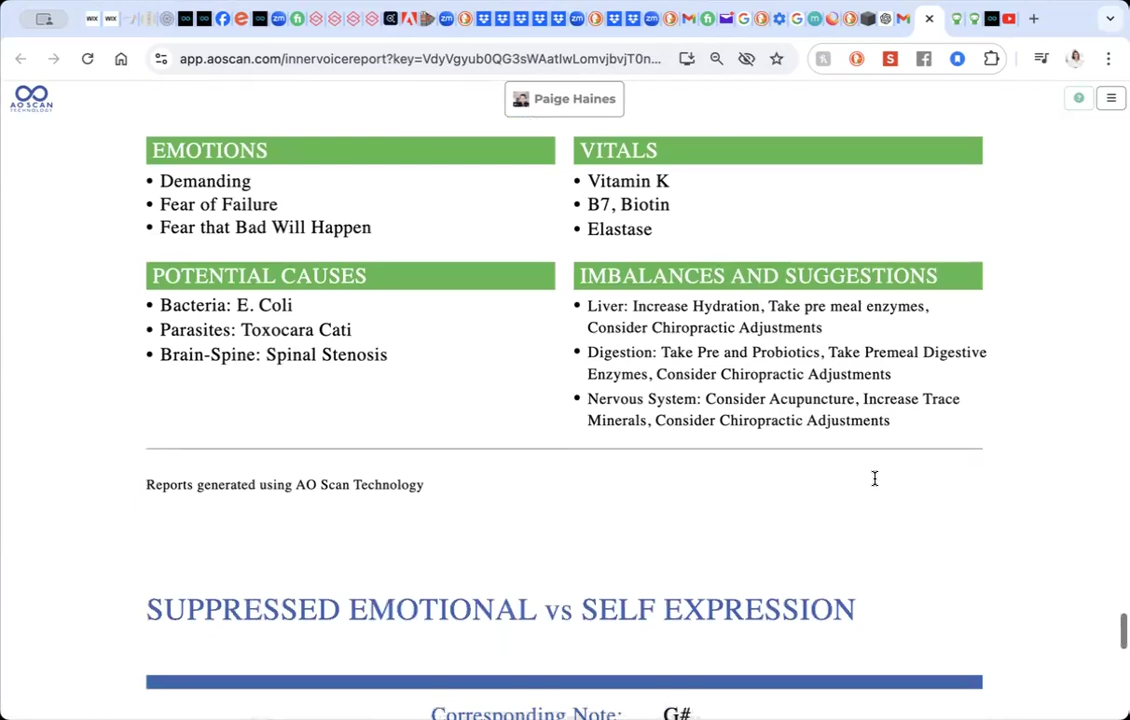 app.aoscan.com/innervoicereport?key=VdyVgyub0QG3sWAatIwLomvjbvjT0n...
AO SCAN
TECHNOLOGY
Paige Haines
EMOTIONS
• Demanding
• Fear of Failure
• Fear that Bad Will Happen
VITALS
• Vitamin K
• B7, Biotin
• Elastase
POTENTIAL CAUSES
• Bacteria: E. Coli
• Parasites: Toxocara Cati
• Brain-Spine: Spinal Stenosis
IMBALANCES AND SUGGESTIONS
• Liver: Increase Hydration, Take pre meal enzymes,
Consider Chiropractic Adjustments
• Digestion: Take Pre and Probiotics, Take Premeal Digestive
Enzymes, Consider Chiropractic Adjustments
• Nervous System: Consider Acupuncture, Increase Trace
Minerals, Consider Chiropractic Adjustments
Reports generated using AO Scan Technology
SUPPRESSED EMOTIONAL vs SELF EXPRESSION
Corresponding Note: G#